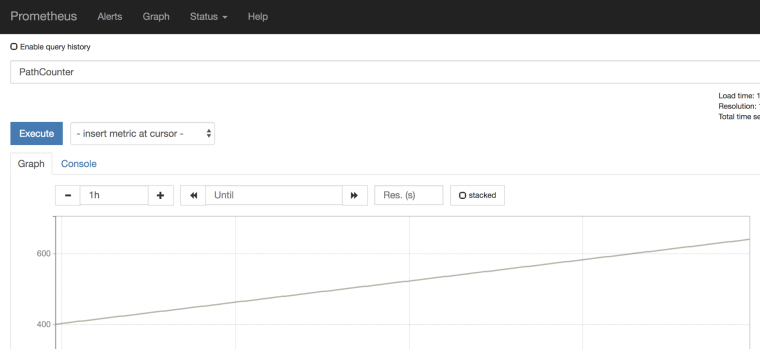 Prometheus Alerts Graph Status Help
Enable query history
PathCounter
Load time: 1
Resolution:
Total time se
Execute - insert metric at cursor -
Graph Console
− 1h + Until Res. (s) stacked
600
400